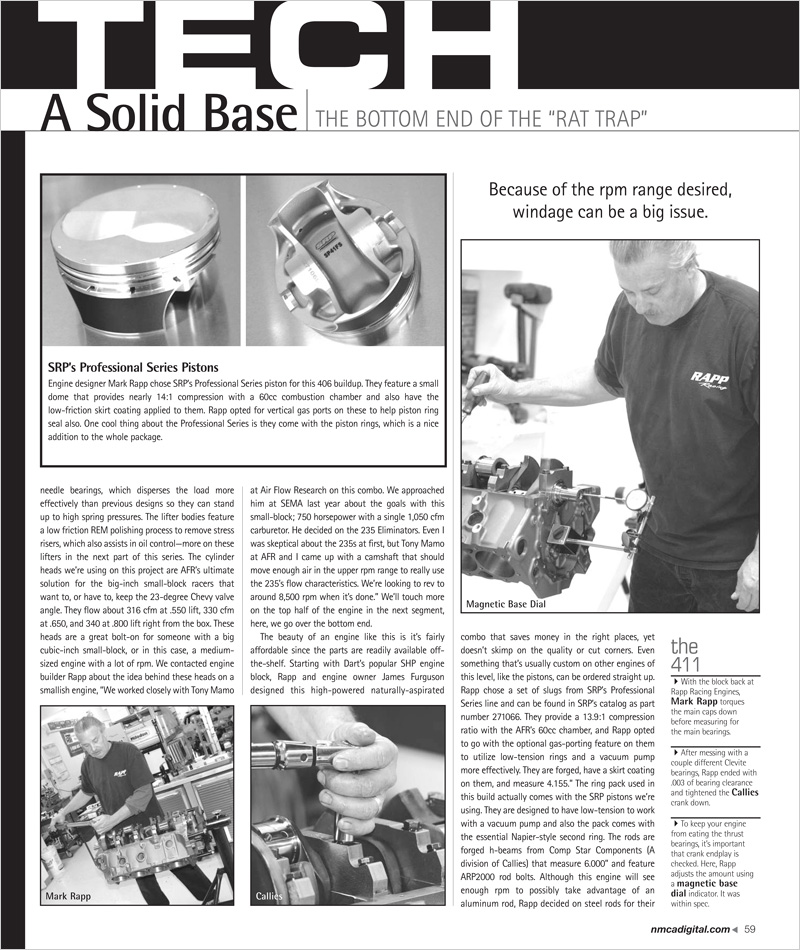 TECH
A Solid Base
THE BOTTOM END OF THE “RAT TRAP”
RAPP
SP41FS
SRP’s Professional Series Pistons
Engine designer Mark Rapp chose SRP’s Professional Series piston for this 406 buildup. They feature a small
dome that provides nearly 14:1 compression with a 60cc combustion chamber and also have the
low-friction skirt coating applied to them. Rapp opted for vertical gas ports on these to help piston ring
seal also. One cool thing about the Professional Series is they come with the piston rings, which is a nice
addition to the whole package.
Because of the rpm range desired,
windage can be a big issue.
RAPP
Racing
Magnetic Base Dial
needle bearings, which disperses the load more
effectively than previous designs so they can stand
up to high spring pressures. The lifter bodies feature
a low friction REM polishing process to remove stress
risers, which also assists in oil control—more on these
lifters in the next part of this series. The cylinder
heads we’re using on this project are AFR’s ultimate
solution for the big-inch small-block racers that
want to, or have to, keep the 23-degree Chevy valve
angle. They flow about 316 cfm at .550 lift, 330 cfm
at .650, and 340 at .800 lift right from the box. These
heads are a great bolt-on for someone with a big
cubic-inch small-block, or in this case, a medium-
sized engine with a lot of rpm. We contacted engine
builder Rapp about the idea behind these heads on a
smallish engine, “We worked closely with Tony Mamo
at Air Flow Research on this combo. We approached
him at SEMA last year about the goals with this
small-block; 750 horsepower with a single 1,050 cfm
carburetor. He decided on the 235 Eliminators. Even I
was skeptical about the 235s at first, but Tony Mamo
at AFR and I came up with a camshaft that should
move enough air in the upper rpm range to really use
the 235’s flow characteristics. We’re looking to rev to
around 8,500 rpm when it’s done.” We’ll touch more
on the top half of the engine in the next segment,
here, we go over the bottom end.
The beauty of an engine like this is it’s fairly
affordable since the parts are readily available off-
the-shelf. Starting with Dart’s popular SHP engine
block, Rapp and engine owner James Furguson
designed this high-powered naturally-aspirated
combo that saves money in the right places, yet
doesn’t skimp on the quality or cut corners. Even
something that’s usually custom on other engines of
this level, like the pistons, can be ordered straight up.
Rapp chose a set of slugs from SRP’s Professional
Series line and can be found in SRP’s catalog as part
number 271066. They provide a 13.9:1 compression
ratio with the AFR’s 60cc chamber, and Rapp opted
to go with the optional gas-porting feature on them
to utilize low-tension rings and a vacuum pump
more effectively. They are forged, have a skirt coating
on them, and measure 4.155.” The ring pack used in
this build actually comes with the SRP pistons we’re
using. They are designed to have low-tension to work
with a vacuum pump and also the pack comes with
the essential Napier-style second ring. The rods are
forged h-beams from Comp Star Components (A
division of Callies) that measure 6.000” and feature
ARP2000 rod bolts. Although this engine will see
enough rpm to possibly take advantage of an
aluminum rod, Rapp decided on steel rods for their
RAPP
Mark Rapp
Callies
the
411
With the block back at
Rapp Racing Engines,
Mark Rapp torques
the main caps down
before measuring for
the main bearings.
After messing with a
couple different Clevite
bearings, Rapp ended with
.003 of bearing clearance
and tightened the Callies
crank down.
To keep your engine
from eating the thrust
bearings, it’s important
that crank endplay is
checked. Here, Rapp
adjusts the amount using
a magnetic base
dial indicator. It was
within spec.
nmcadigital.com 59